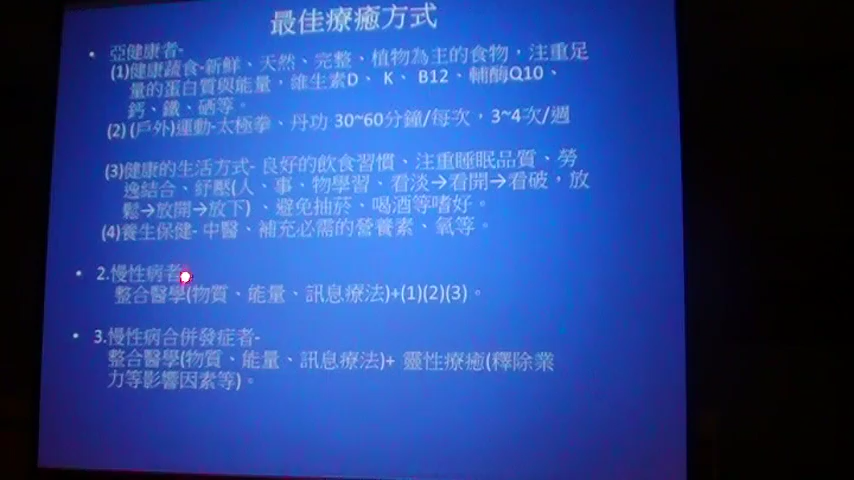 最佳療癒方式
• 亞健康者-
(1)健康蔬食-新鮮、天然、完整、植物為主的食物，注重足
量的蛋白質與能量，維生素D、 K、 B12、輔酶Q10、
鈣、鐵、硒等。
(2) (戶外)運動-太極拳、丹功 30~60分鐘/每次，3~4次/週
(3)健康的生活方式- 良好的飲食習慣、注重睡眠品質、勞
逸結合、紓壓(人、事、物學習、看淡→看開→看破，放
鬆→放開→放下) 、避免抽菸、喝酒等嗜好。
(4)養生保健- 中醫、補充必需的營養素、氧等。
• 2.慢性病者
整合醫學(物質、能量、訊息療法)+(1)(2)(3)。
• 3.慢性病合併發症者-
整合醫學(物質、能量、訊息療法)+ 靈性療癒(釋除業
力等影響因素等)。